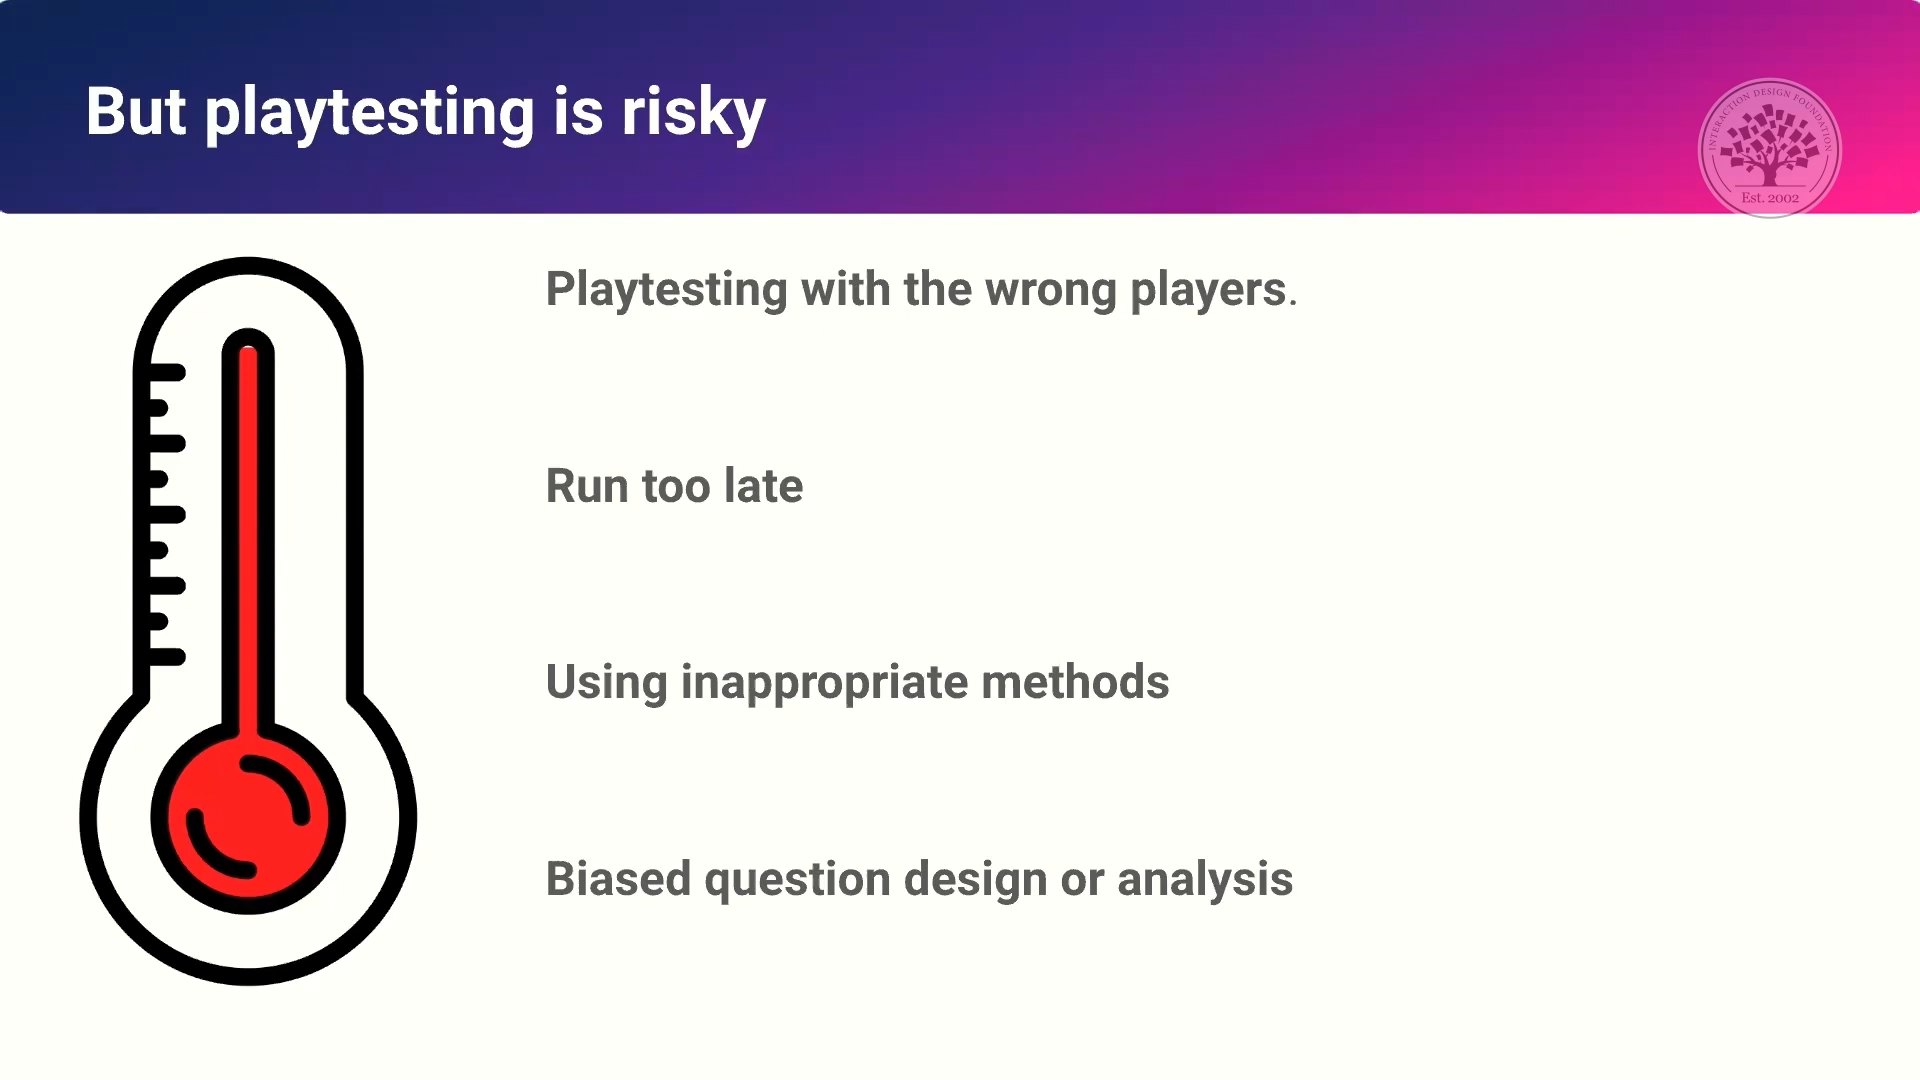 But playtesting is risky
INTERACTION DESIGN FOUNDATION
Est. 2002
Playtesting with the wrong players.
Run too late
Using inappropriate methods
Biased question design or analysis